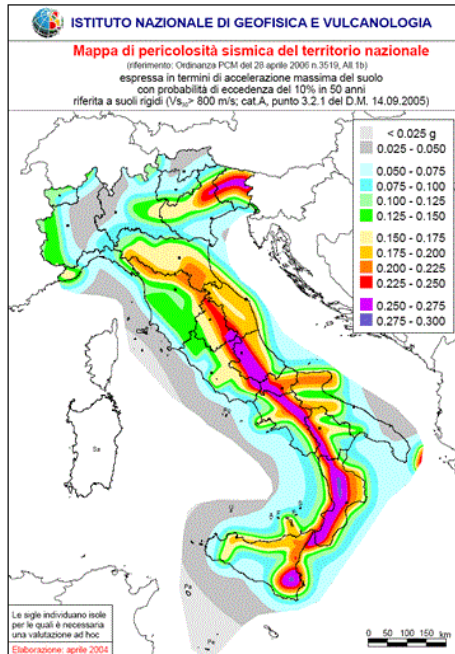 ISTITUTO NAZIONALE DI GEOFISICA E VULCANOLOGIA
Mappa di pericolosità sismica del territorio nazionale
(riferimento: Ordinanza PCM del 28 aprile 2006 n.3519, All.1b)
espressa in termini di accelerazione massima del suolo
con probabilità di eccedenza del 10% in 50 anni
riferita a suoli rigidi (Vs30> 800 m/s; cat.A, punto 3.2.1 del D.M. 14.09.2005)
< 0.025 g
0.025 - 0.050
0.050 - 0.075
0.075 - 0.100
0.100 - 0.125
0.125 - 0.150
0.150 - 0.175
0.175 - 0.200
0.200 - 0.225
0.225 - 0.250
0.250 - 0.275
0.275 - 0.300
Sa
Us
Pa
Pe
Le sigle individuano isole
per le quali è necessaria
una valutazione ad hoc
Elaborazione: aprile 2004
0 50 100 150 km